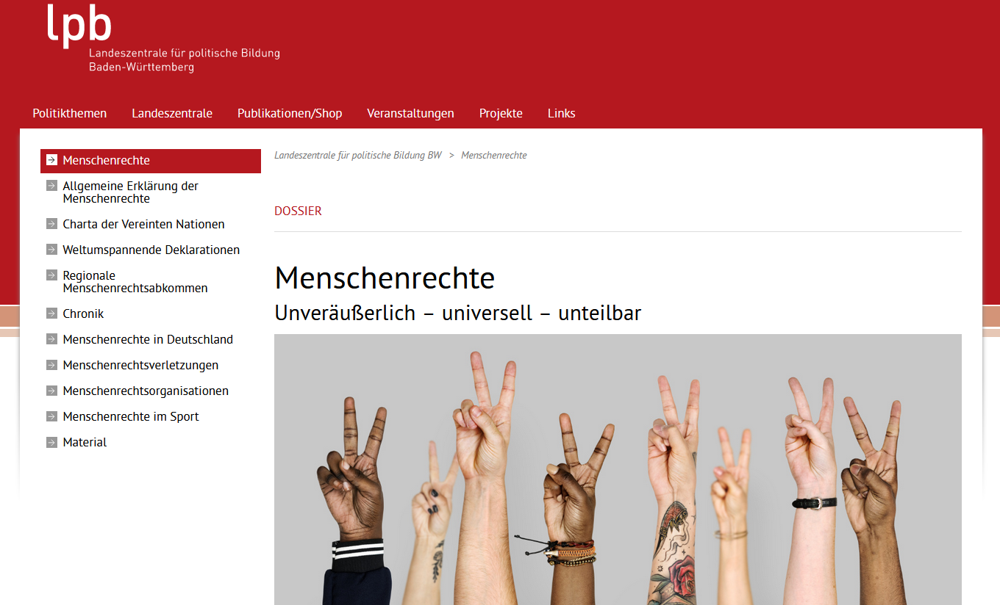 lpb
Landeszentrale für politische Bildung
Baden-Württemberg
Politikthemen Landeszentrale Publikationen/Shop Veranstaltungen Projekte Links
Menschenrechte
Allgemeine Erklärung der
Menschenrechte
Charta der Vereinten Nationen
Weltumspannende Deklarationen
Regionale
Menschenrechtsabkommen
Chronik
Menschenrechte in Deutschland
Menschenrechtsverletzungen
Menschenrechtsorganisationen
Menschenrechte im Sport
Material
Landeszentrale für politische Bildung BW > Menschenrechte
DOSSIER
Menschenrechte
Unveräußerlich – universell – unteilbar